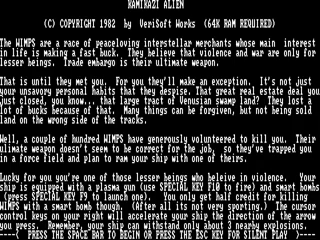 KAMIKAZI ALIEN
(C) COPYRIGHT 1982 by VeriSoft Works (64K RAM REQUIRED)
The WIMPS are a race of peaceloving interstellar merchants whose main interest
in life is making a fast buck. They believe that violence and war are only for
lesser beings. Trade embargo is their ultimate weapon.
That is until they met you. For you they'll make an exception. It's not just
your unsavory personal habits that they despise. That great real estate deal you
just closed, you know... that large tract of Venusian swamp land? They lost a
lot of bucks because of that. Many things can be forgiven, but not being sold
land on the wrong side of the tracks.
Well, a couple of hundred WIMPS have generously volunteered to kill you. Their
ulimate weapon doesn't seem to be correct for the job, so they've trapped you
in a force field and plan to ram your ship with one of theirs.
Lucky for you you're one of those lesser beings who beleive in violence. Your
ship is equipped with a plasma gun (use SPECIAL KEY F10 to fire) and smart bombs
(press SPECIAL KEY F9 to launch one). You only get half credit for killing
WIMPS with a smart bomb though. (After all its not very sporting.) The cursor
control keys on your right will accelerate your ship the direction of the arrow
you press. Remember, your ship can withstand only about 3 nearby explosions.
---( PRESS THE SPACE BAR TO BEGIN OR PRESS THE ESC KEY FOR SILENT PLAY )---